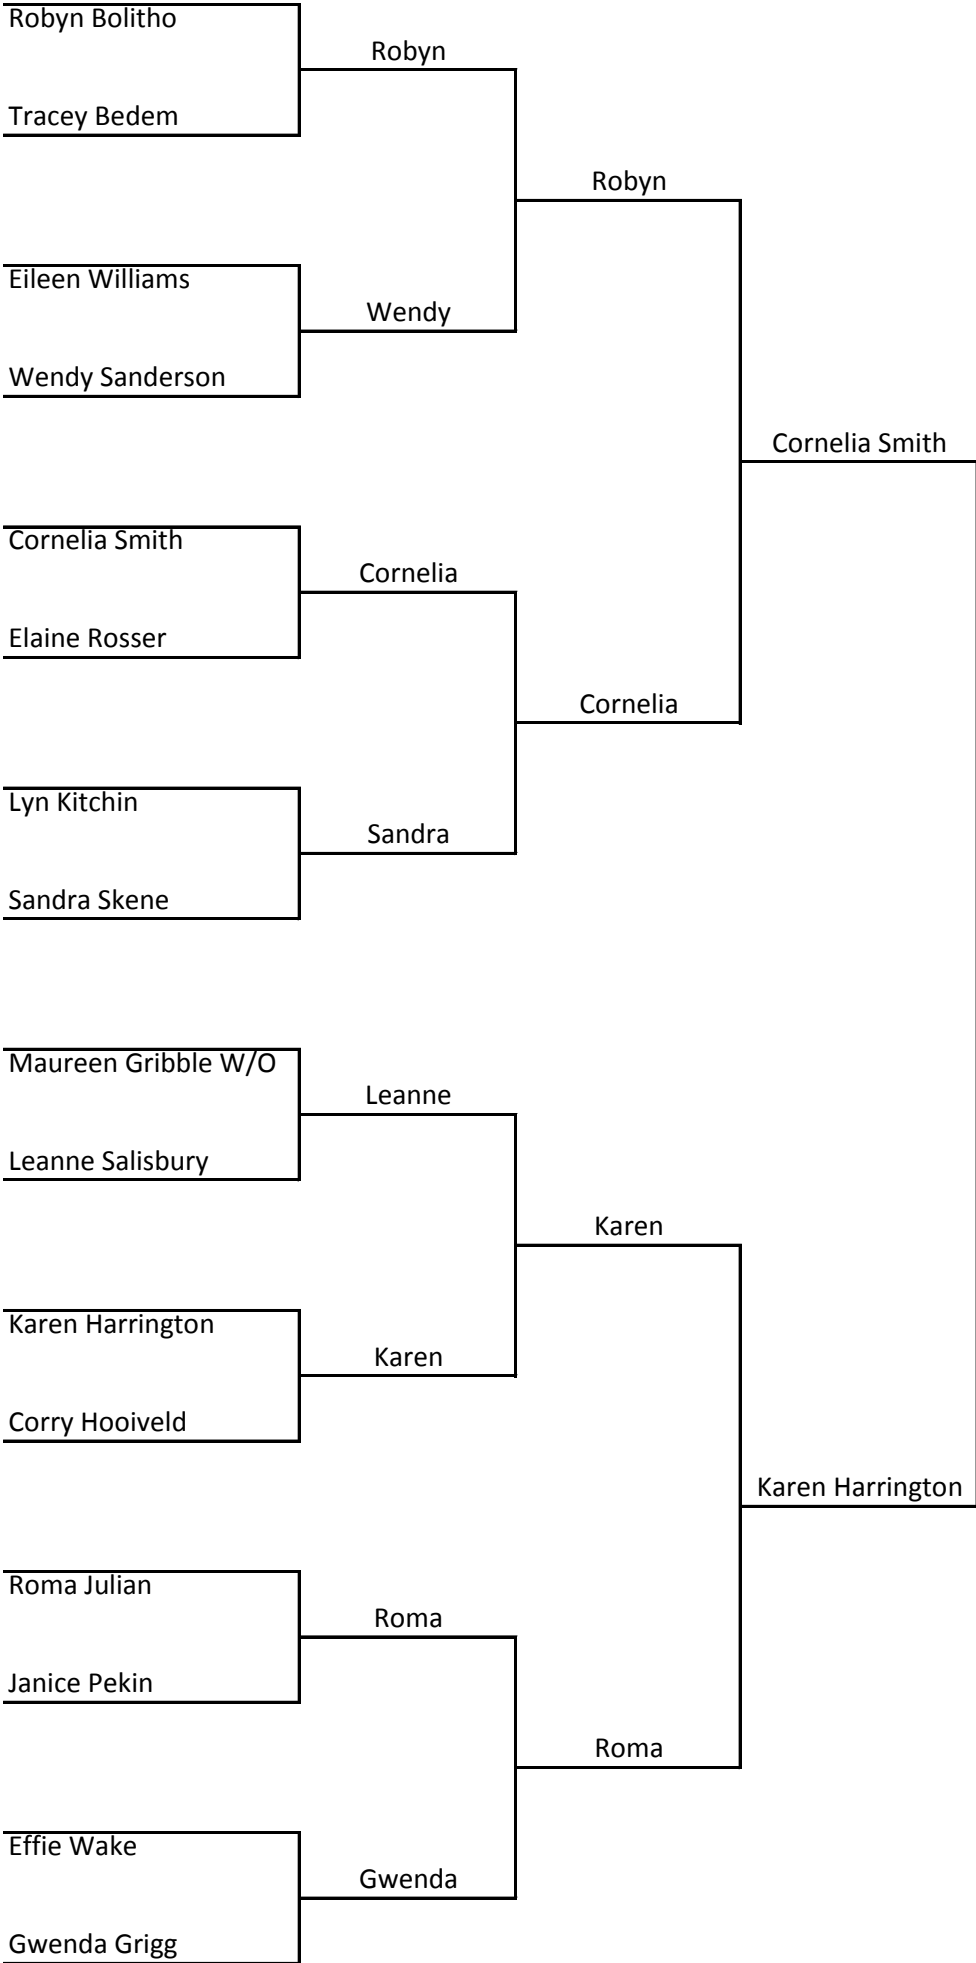 Robyn Bolitho
Robyn
Tracey Bedem
Robyn
Eileen Williams
Wendy
Wendy Sanderson
Cornelia Smith
Cornelia Smith
Cornelia
Elaine Rosser
Cornelia
Lyn Kitchin
Sandra
Sandra Skene
Maureen Gribble W/O
Leanne
Leanne Salisbury
Karen
Karen Harrington
Karen
Corry Hooiveld
Karen Harrington
Roma Julian
Roma
Janice Pekin
Roma
Effie Wake
Gwenda
Gwenda Grigg